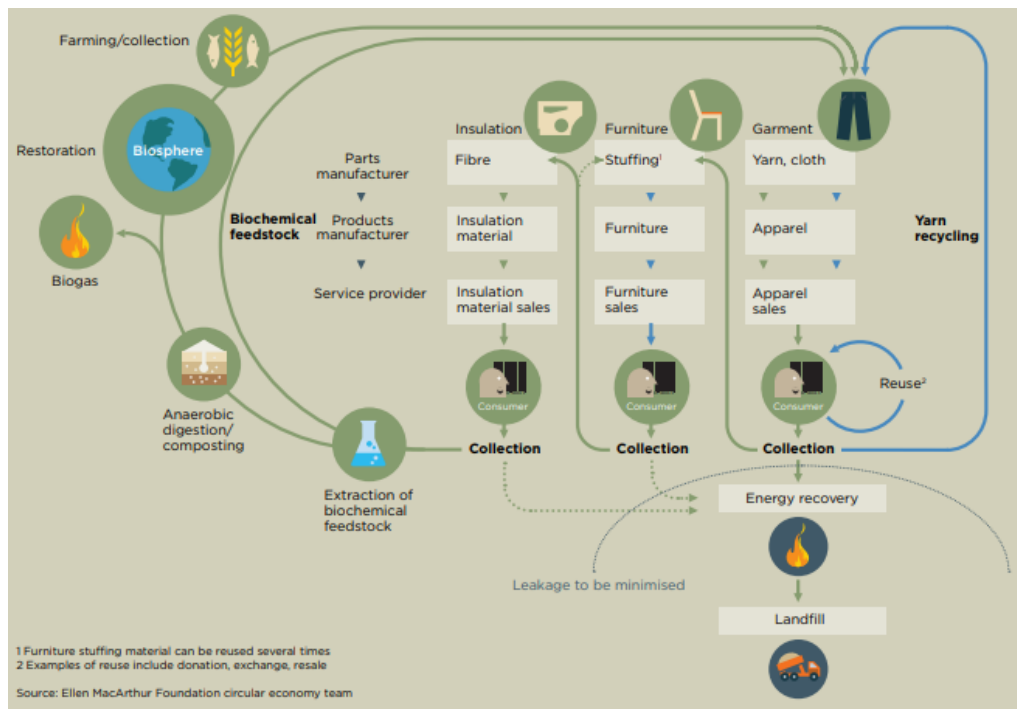 Farming/collection
Biosphere
Restoration
Biogas
Anaerobic
digestion/
composting
Biochemical
feedstock
Extraction of
biochemical
feedstock
Parts
manufacturer
Products
manufacturer
Service provider
Insulation
Fibre
Insulation
material
Insulation
material sales
Consumer
Collection
Furniture
Stuffing¹
Furniture
Furniture
sales
Consumer
Collection
Garment
Yarn, cloth
Apparel
Apparel
sales
Consumer
Collection
Reuse²
Yarn
recycling
Energy recovery
Leakage to be minimised
Landfill
1 Furniture stuffing material can be reused several times
2 Examples of reuse include donation, exchange, resale
Source: Ellen MacArthur Foundation circular economy team